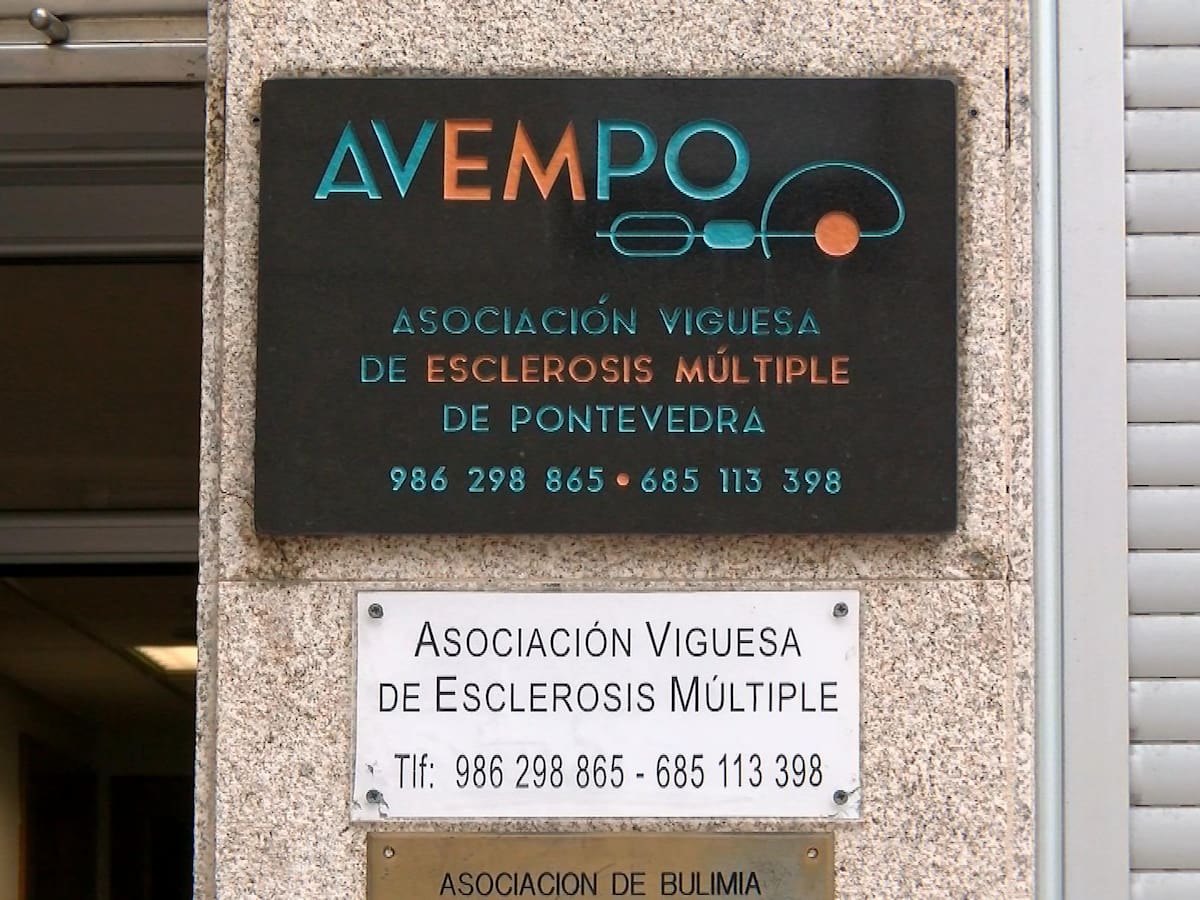 AVEMPO
ASOCIACIÓN VIGUESA
DE ESCLEROSIS MÚLTIPLE
DE PONTEVEDRA
986 298 865 • 685 113 398
ASOCIACIÓN VIGUESA
DE ESCLEROSIS MÚLTIPLE
Tlf: 986 298 865 - 685 113 398
ASOCIACION DE BULIMIA